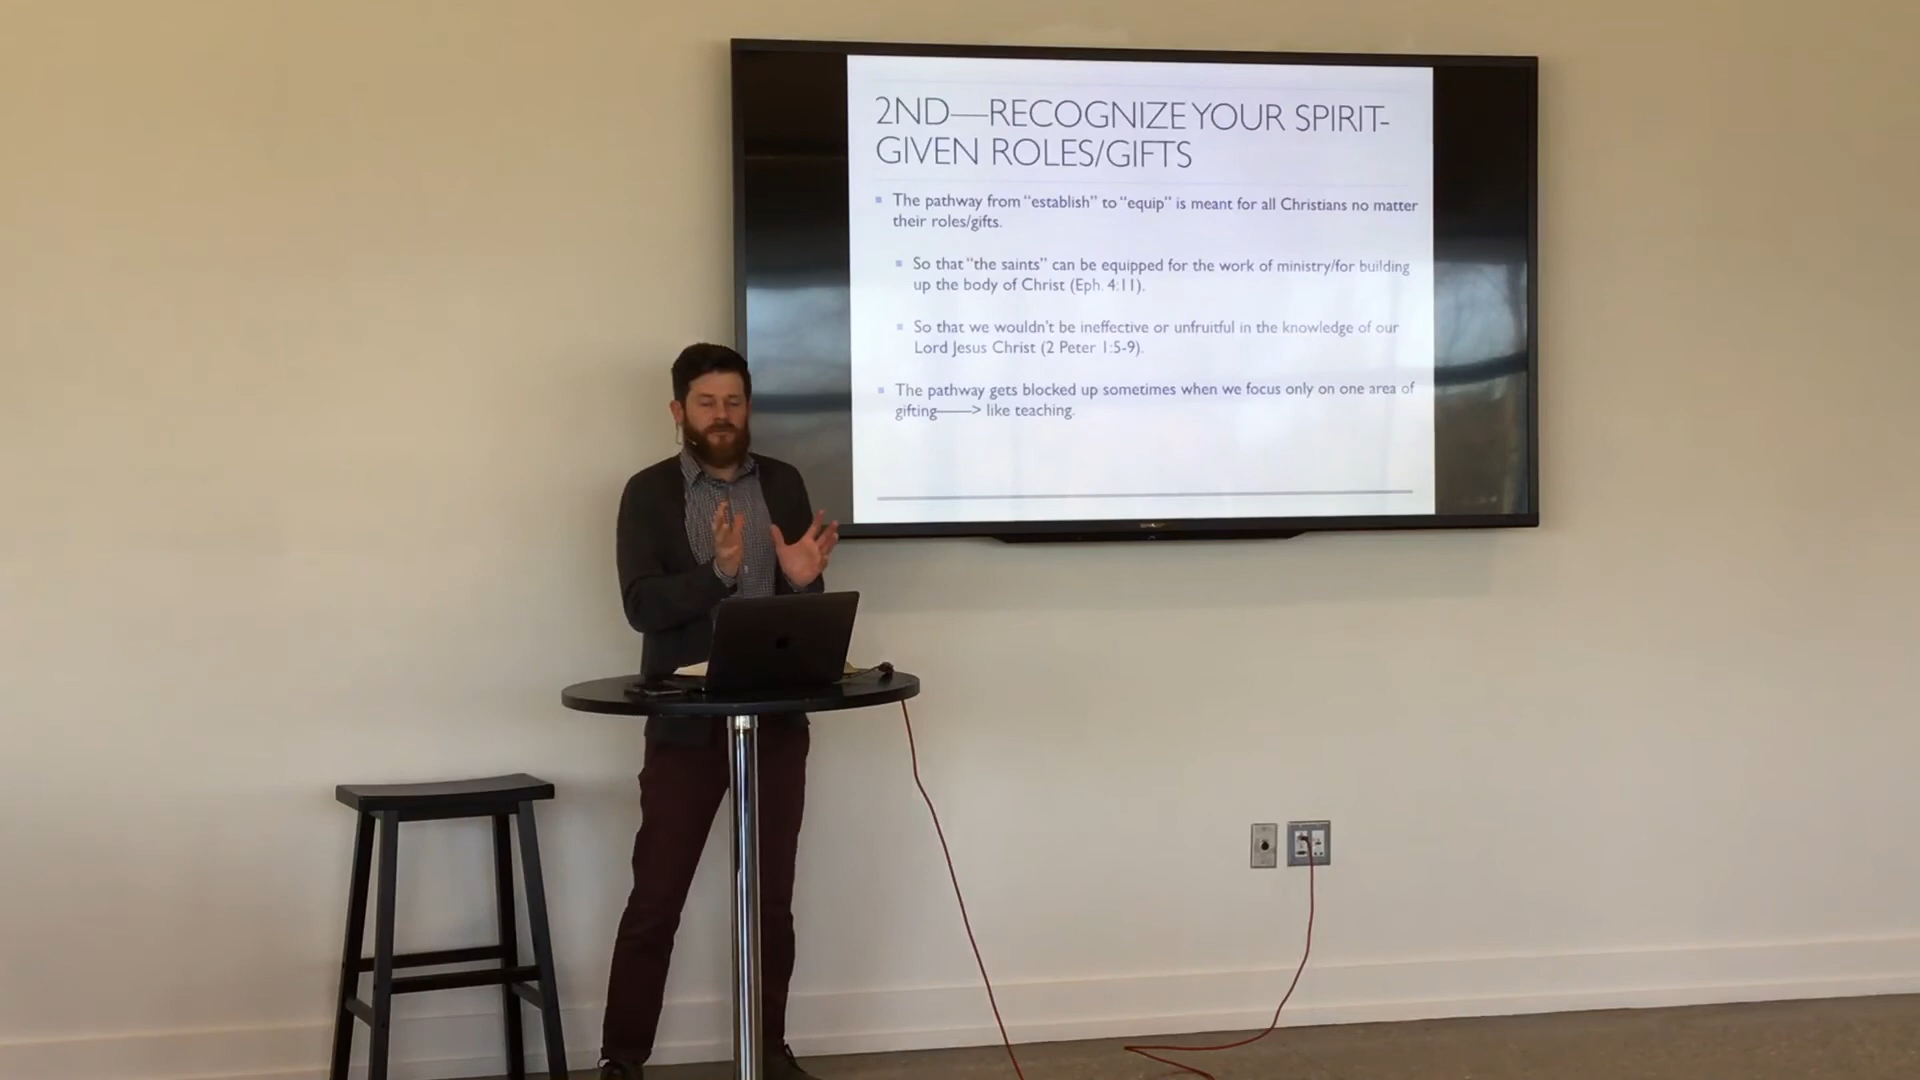 2ND—RECOGNIZE YOUR SPIRIT-
GIVEN ROLES/GIFTS
The pathway from “establish” to “equip” is meant for all Christians no matter
their roles/gifts.
So that “the saints” can be equipped for the work of ministry/for building
up the body of Christ (Eph. 4:11).
So that we wouldn't be ineffective or unfruitful in the knowledge of our
Lord Jesus Christ (2 Peter 1:5-9).
The pathway gets blocked up sometimes when we focus only on one area of
gifting——> like teaching.